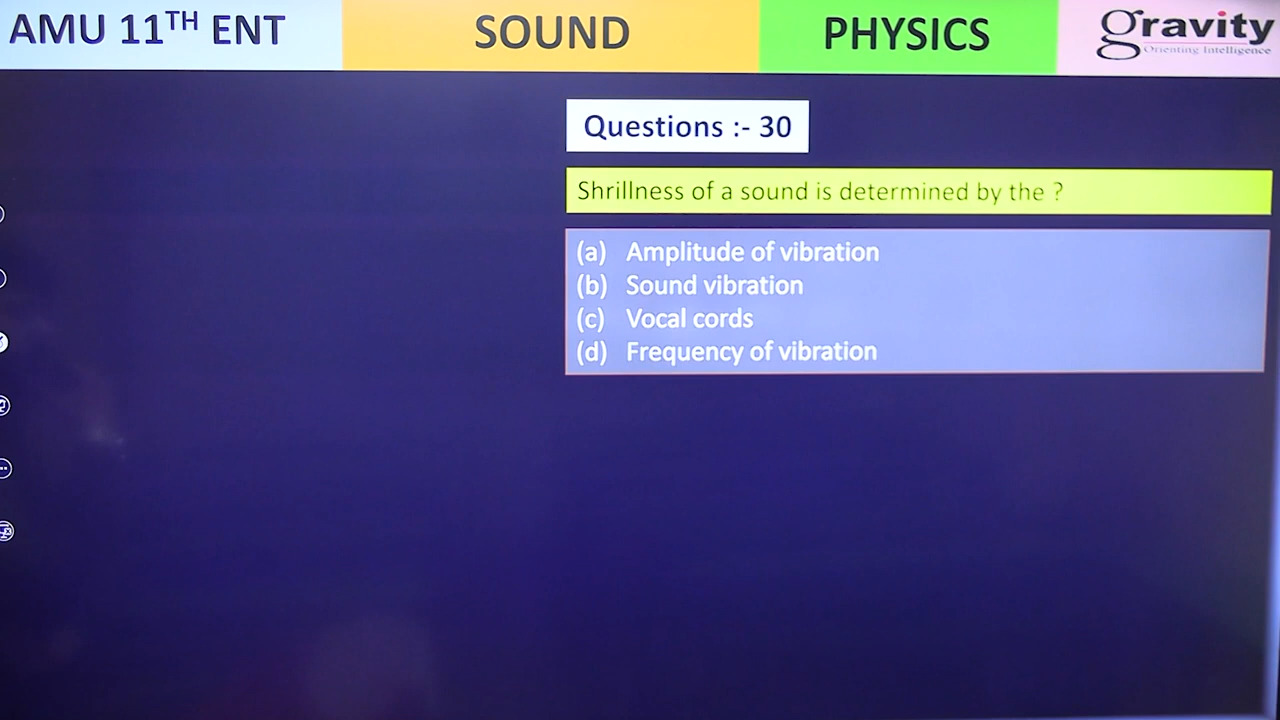 AMU 11TH ENT
SOUND
PHYSICS
gravity
Orienting Intelligence
Questions :- 30
Shrillness of a sound is determined by the ?
(a) Amplitude of vibration
(b) Sound vibration
(c) Vocal cords
(d) Frequency of vibration